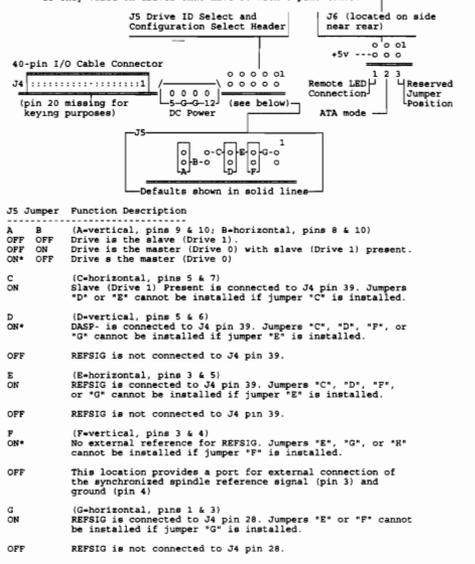 J5 Drive ID Select and
Configuration Select Header
J6 (located on side
near rear)
o o o1
+5v ---o o o
1 2 3
Remote LED
Connection
Reserved
Jumper
Position
ATA mode
40-pin I/O Cable Connector
J4
1
(pin 20 missing for
keying purposes)
0 0 0 0
5-G-G-12
DC Power
o o o o o1
o o o o o
(see below)
J5
1
o o-C-o-E-o-G-o
o-B-o o o o
A D F
Defaults shown in solid lines
J5 Jumper Function Description
A B (A=vertical, pins 9 & 10; B=horizontal, pins 8 & 10)
OFF OFF Drive is the slave (Drive 1).
OFF ON Drive is the master (Drive 0) with slave (Drive 1) present.
ON* OFF Drive s the master (Drive 0)
C (C=horizontal, pins 5 & 7)
ON Slave (Drive 1) Present is connected to J4 pin 39. Jumpers
"D" or "E" cannot be installed if jumper "C" is installed.
D (D=vertical, pins 5 & 6)
ON* DASP- is connected to J4 pin 39. Jumpers "C", "D", "F", or
"G" cannot be installed if jumper "E" is installed.
OFF REFSIG is not connected to J4 pin 39.
E (E=horizontal, pins 3 & 5)
ON REFSIG is connected to J4 pin 39. Jumpers "C", "D", "F",
or "G" cannot be installed if jumper "E" is installed.
OFF REFSIG is not connected to J4 pin 39.
F (F=vertical, pins 3 & 4)
ON* No external reference for REFSIG. Jumpers "E", "G", or "H"
cannot be installed if jumper "F" is installed.
OFF This location provides a port for external connection of
the synchronized spindle reference signal (pin 3) and
ground (pin 4)
G (G=horizontal, pins 1 & 3)
ON REFSIG is connected to J4 pin 28. Jumpers "E" or "F" cannot
be installed if jumper "G" is installed.
OFF REFSIG is not connected to J4 pin 28.